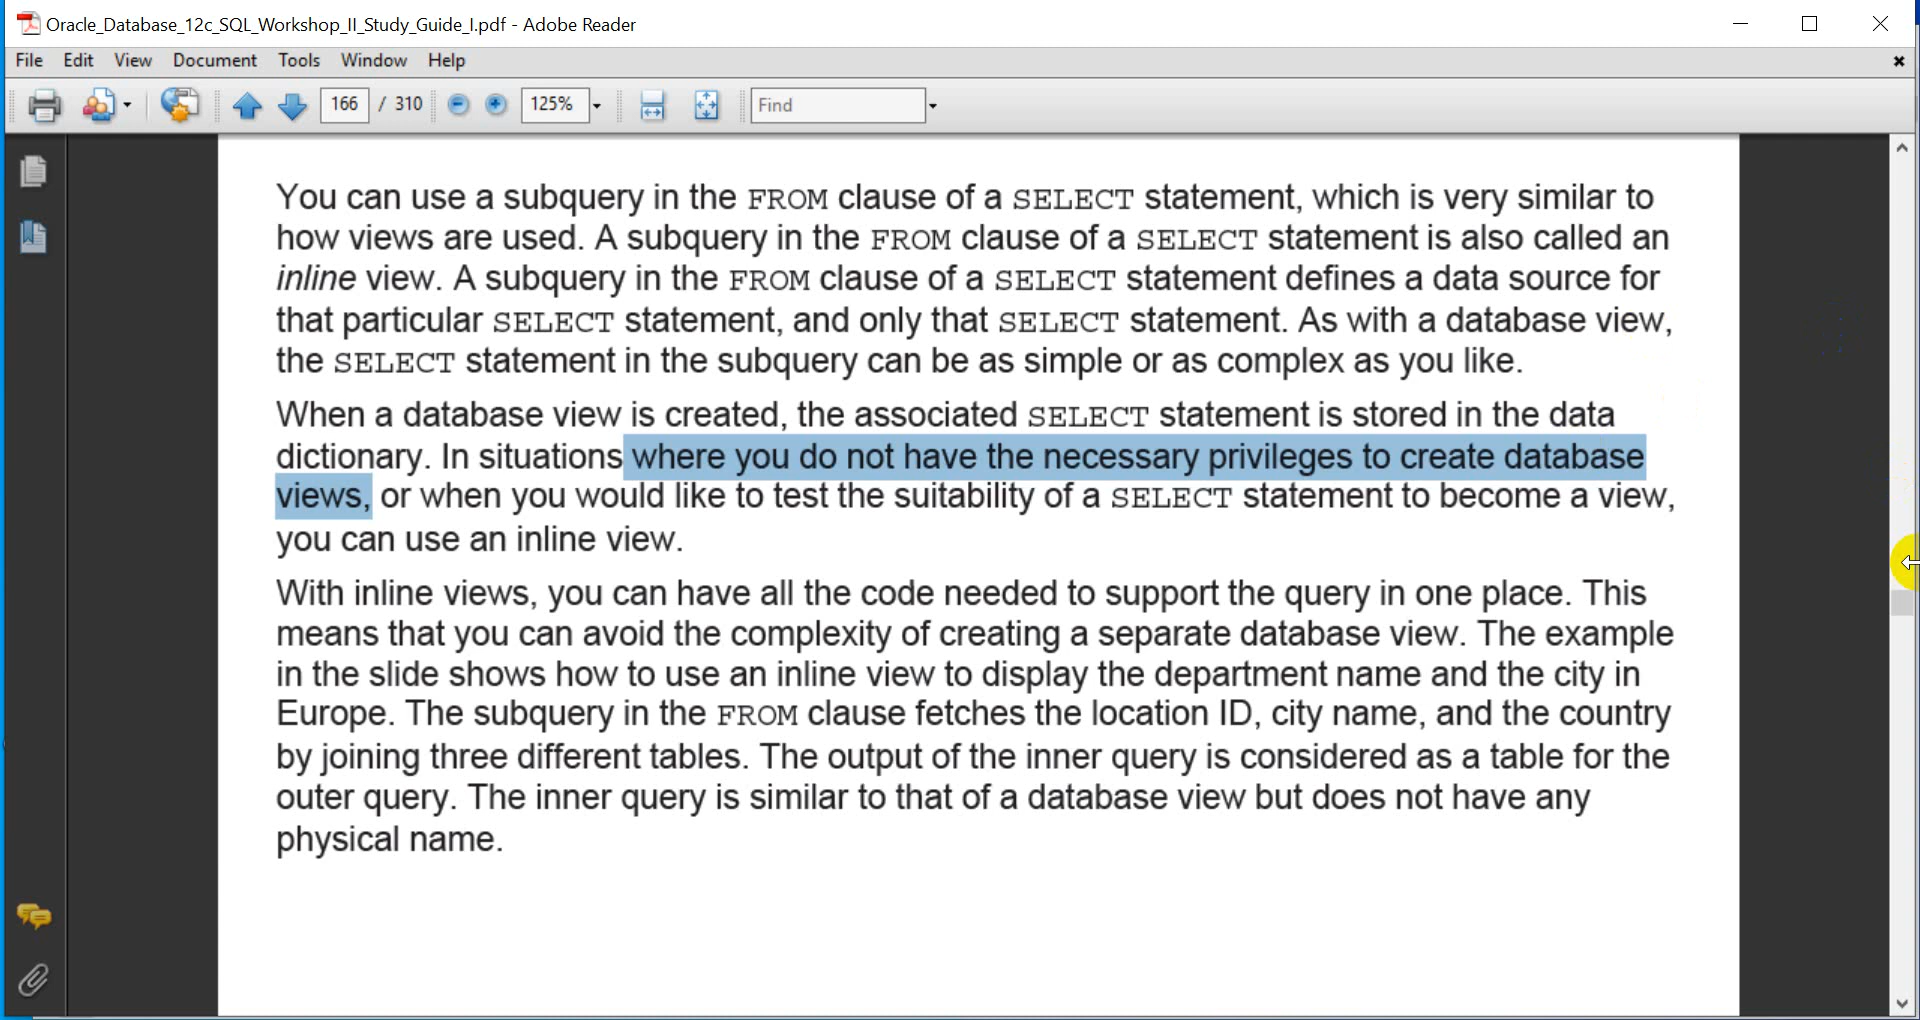 Oracle_Database_12c_SQL_Workshop_II_Study_Guide_I.pdf - Adobe Reader
File Edit View Document Tools Window Help
166 / 310 125% Find
You can use a subquery in the FROM clause of a SELECT statement, which is very similar to
how views are used. A subquery in the FROM clause of a SELECT statement is also called an
inline view. A subquery in the FROM clause of a SELECT statement defines a data source for
that particular SELECT statement, and only that SELECT statement. As with a database view,
the SELECT statement in the subquery can be as simple or as complex as you like.
When a database view is created, the associated SELECT statement is stored in the data
dictionary. In situations where you do not have the necessary privileges to create database
views, or when you would like to test the suitability of a SELECT statement to become a view,
you can use an inline view.
With inline views, you can have all the code needed to support the query in one place. This
means that you can avoid the complexity of creating a separate database view. The example
in the slide shows how to use an inline view to display the department name and the city in
Europe. The subquery in the FROM clause fetches the location ID, city name, and the country
by joining three different tables. The output of the inner query is considered as a table for the
outer query. The inner query is similar to that of a database view but does not have any
physical name.